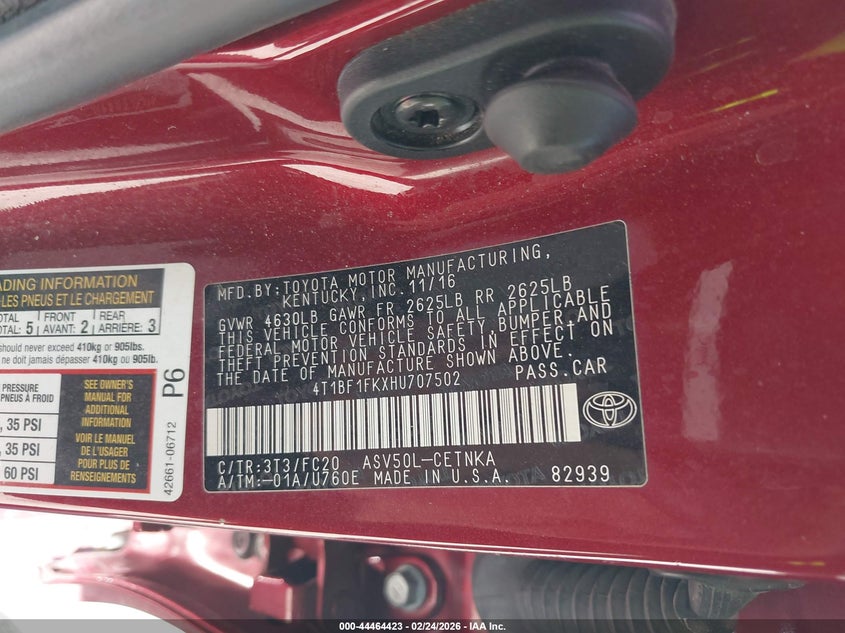 ADING INFORMATION
LES PNEUS ET LE CHARGEMENT
TOTAL 5 FRONT AVANT: 2 REAR ARRIÈRE: 3
should never exceed 410kg or 905lbs.
ne doit jamais dépasser 410kg ou 905lb.
PRESSURE
PNEUS À FROID
35 PSI
35 PSI
60 PSI
SEE OWNER'S
MANUAL FOR
ADDITIONAL
INFORMATION
VOIR LE MANUEL
DE L'USAGER
POUR PLUS DE
RENSEIGNEMENTS
P6
42661-06712
MFD.BY:TOYOTA MOTOR MANUFACTURING,
KENTUCKY,INC.11/16
GVWR 4630LB GAWR FR 2625LB RR 2625LB
THIS VEHICLE CONFORMS TO ALL APPLICABLE
FEDERAL MOTOR VEHICLE SAFETY,BUMPER,AND
THEFT PREVENTION STANDARDS IN EFFECT ON
THE DATE OF MANUFACTURE SHOWN ABOVE.
4T1BF1FKXHU707502 PASS.CAR
C/TR:3T3/FC20 ASV50L-CETNKA
A/TM:-01A/U760E MADE IN U.S.A. 82939
000-44464423 - 02/24/2026 - IAA Inc.